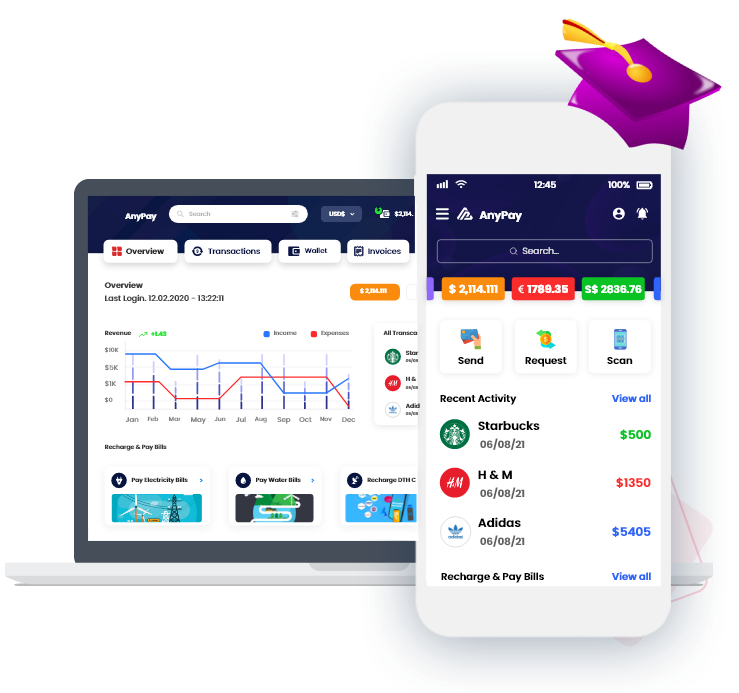 AnyPay
Search
USD$
$2,114.
Overview
Transactions
Wallet
Invoices
Overview
Last Login. 12.02.2020 - 13:22:11
$ 2,114.111
Revenue
+1.43
Income
Expenses
$10K
$5K
$1K
$0
Jan Feb Mar May Jun Jul Aug Sep Oct Nov Dec
All Transca
Star
H &
Adid
Recharge & Pay Bills
Pay Electricity Bills >
Pay Water Bills >
Recharge DTH C
12:45
100%
AnyPay
Search...
$ 2,114.111
€ 1789.35
S$ 2836.76
Send
Request
Scan
Recent Activity
View all
Starbucks
06/08/21
$500
H&M
H & M
06/08/21
$1350
adidas
Adidas
06/08/21
$5405
Recharge & Pay Bills
View all